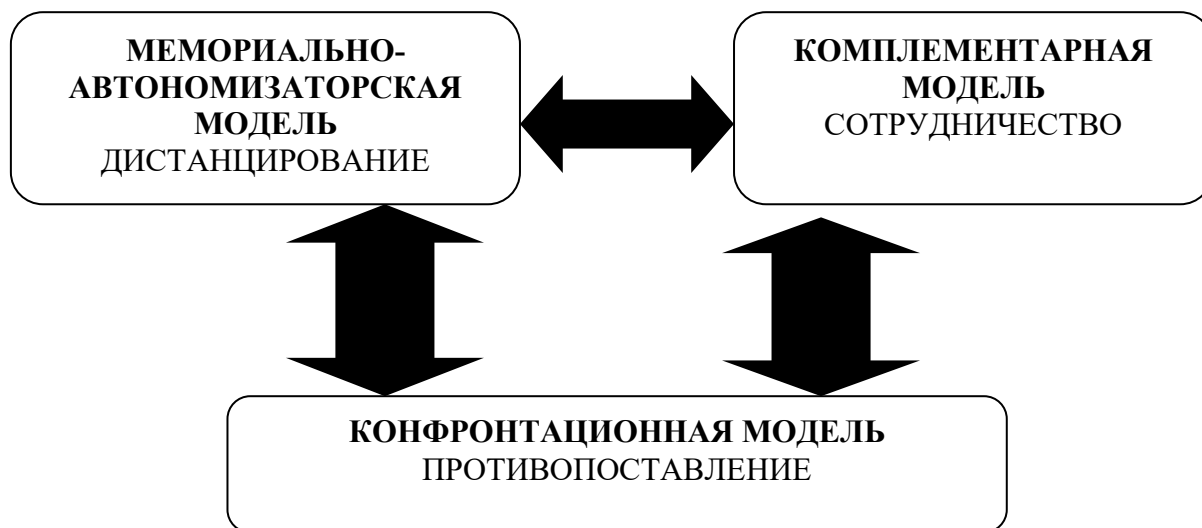 МЕМОРИАЛЬНО-
АВТОНОМИЗАТОРСКАЯ
МОДЕЛЬ
ДИСТАНЦИРОВАНИЕ
КОМПЛЕМЕНТАРНАЯ
МОДЕЛЬ
СОТРУДНИЧЕСТВО
КОНФРОНТАЦИОННАЯ МОДЕЛЬ
ПРОТИВОПОСТАВЛЕНИЕ